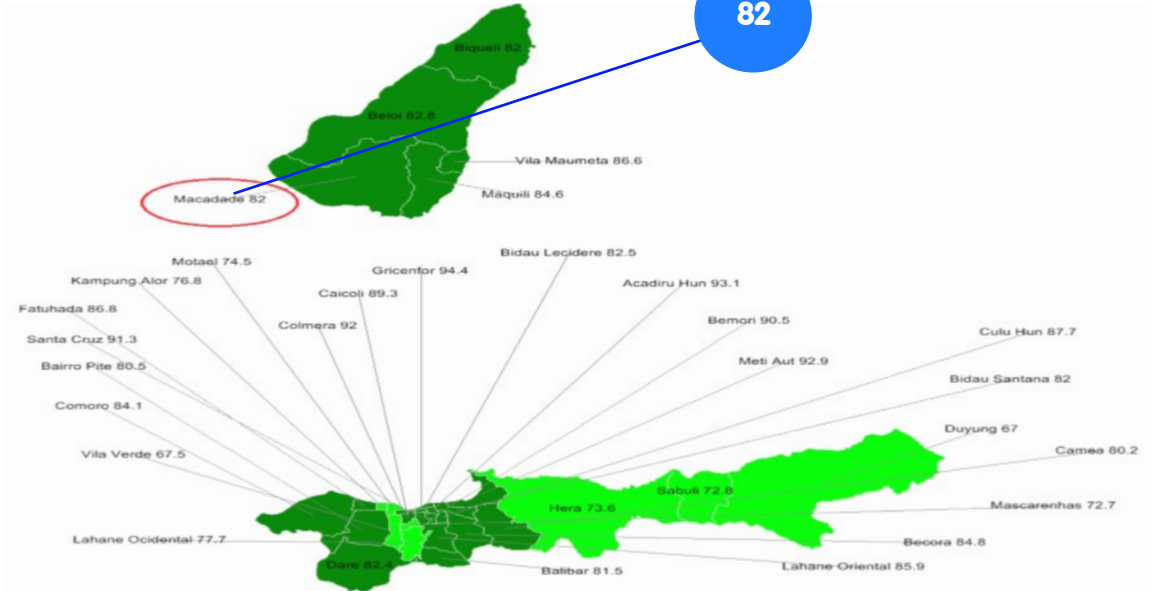 82
Biqueli 82
Beloi 82.8
Vila Maumeta 86.6
Maquili 84.6
Macadade 82
Motael 74.5
Bidau Lecidere 82.5
Gricenfor 94.4
Kampung Alor 76.8
Caicoli 89.3
Acadiru Hun 93.1
Fatuhada 86.8
Colmera 92
Bemori 90.5
Culu Hun 87.7
Santa Cruz 91.3
Meti Aut 92.9
Bairro Pite 80.5
Bidau Santana 82
Comoro 84.1
Duyung 67
Vila Verde 67.5
Camea 80.2
Sabuli 72.8
Hera 73.6
Mascarenhas 72.7
Lahane Ocidental 77.7
Becora 84.8
Dare 82.4
Balibar 81.5
Lahane Oriental 85.9